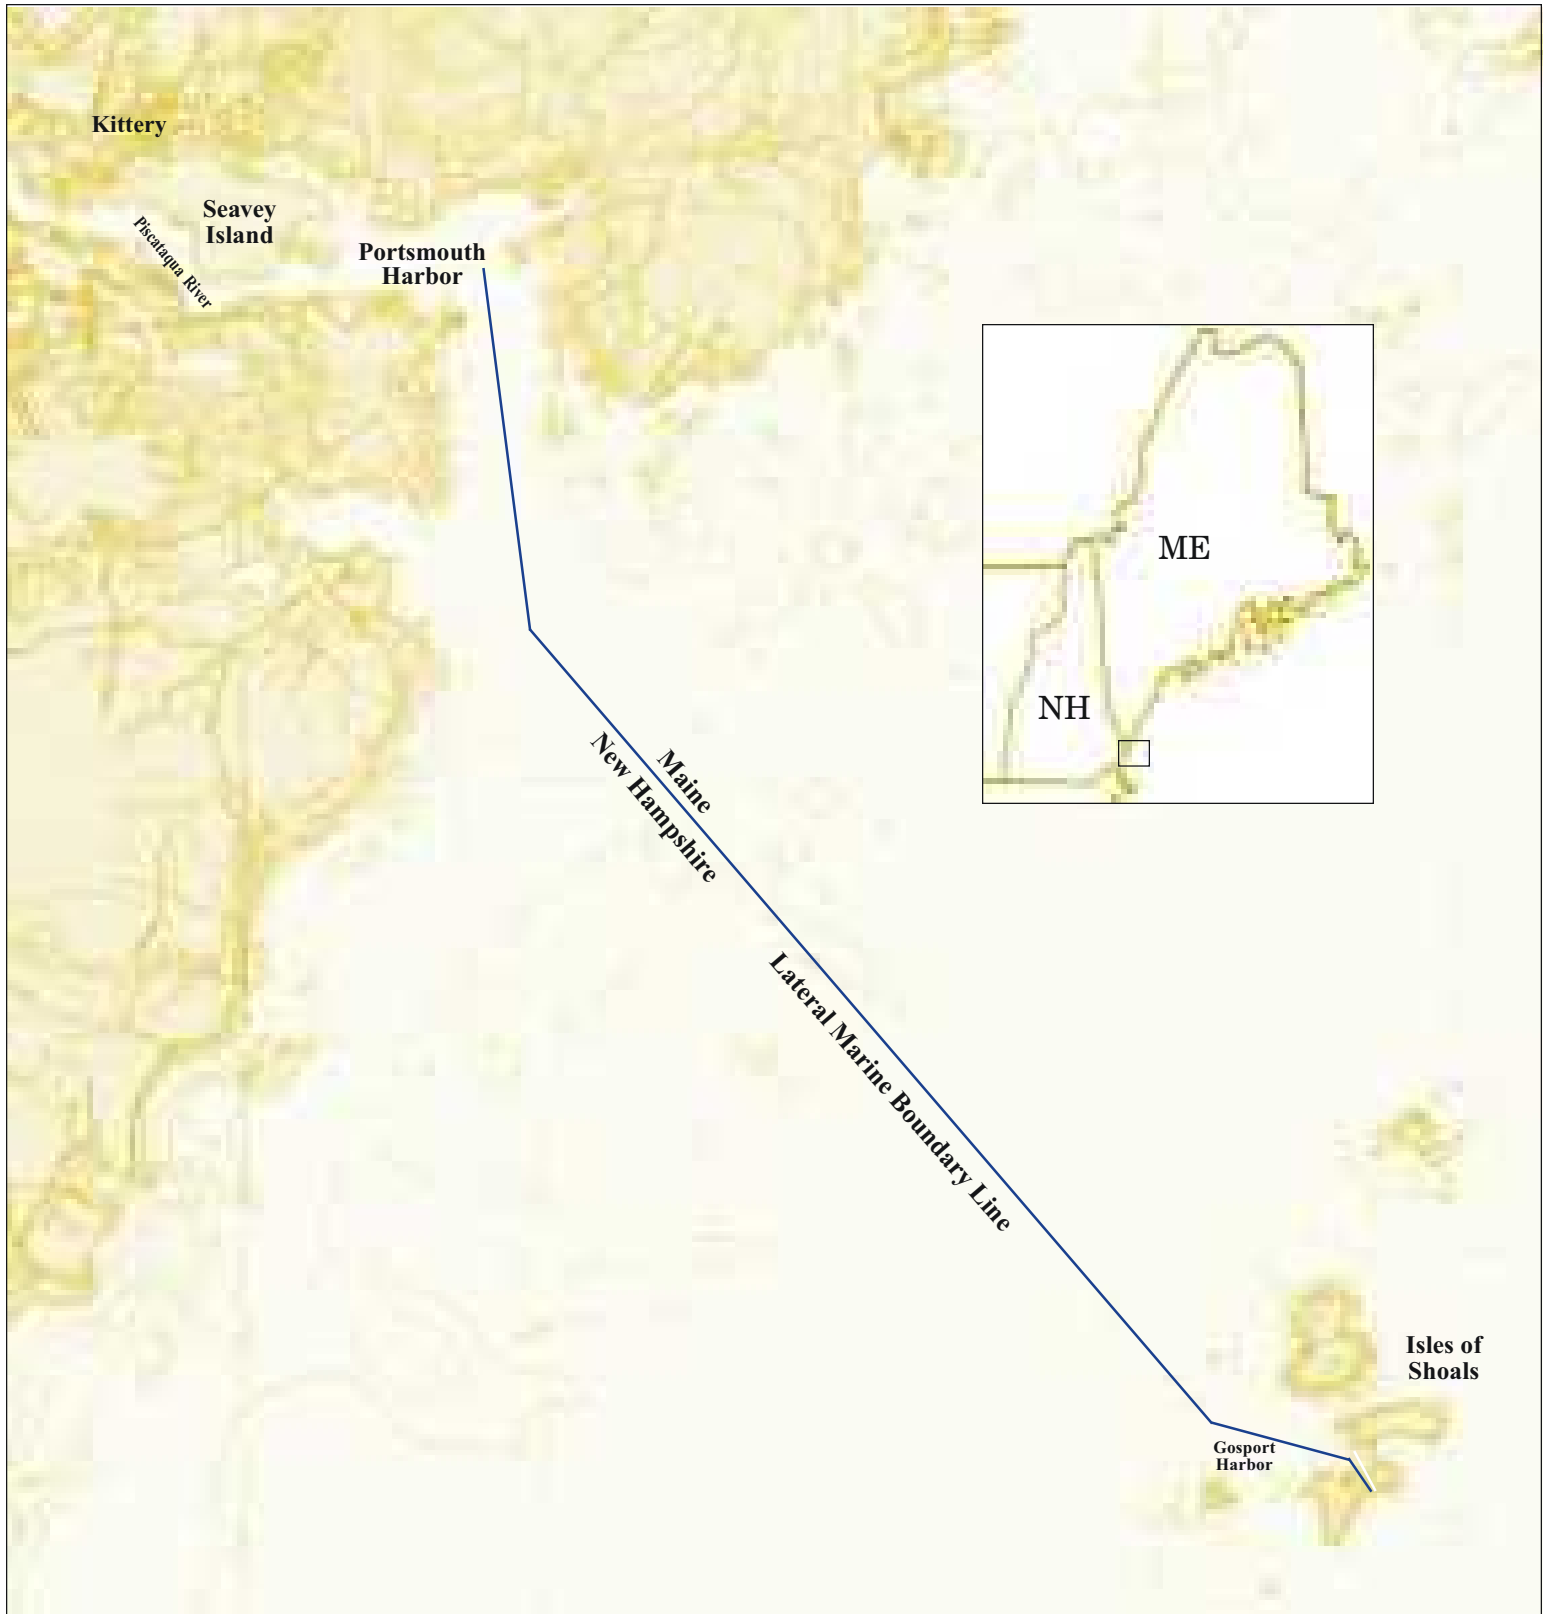 Kittery
Seavey
Island
Piscataqua River
Portsmouth
Harbor
ME
NH
Maine
New Hampshire
Lateral Marine Boundary Line
Isles of
Shoals
Gosport
Harbor